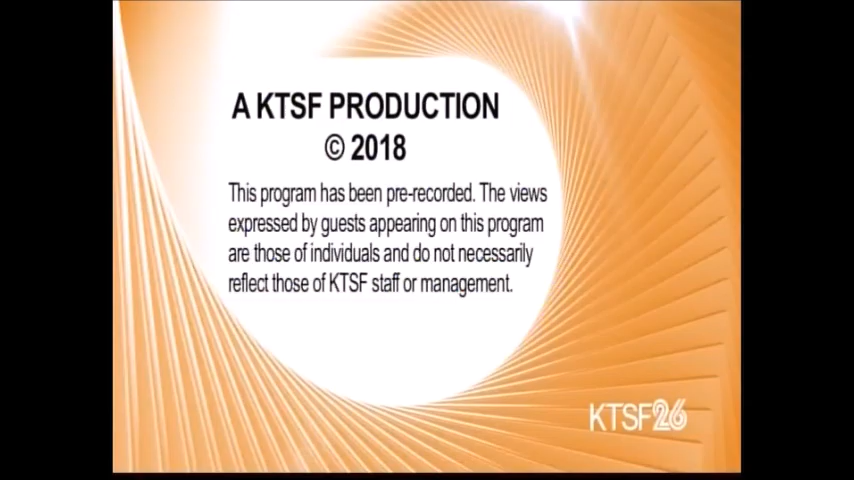 A KTSF PRODUCTION
© 2018
This program has been pre-recorded. The views
expressed by guests appearing on this program
are those of individuals and do not necessarily
reflect those of KTSF staff or management.
KTSF26